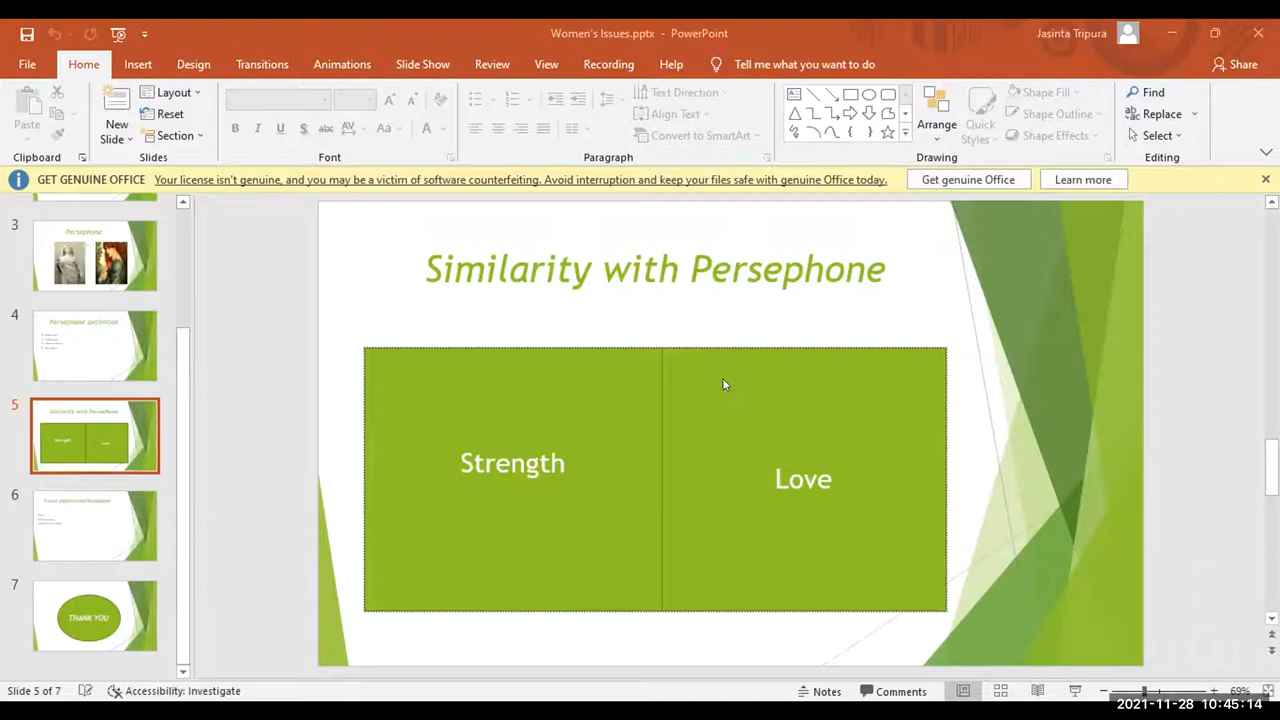 Women's Issues.pptx - PowerPoint
Jasinta Tripura
File Home Insert Design Transitions Animations Slide Show Review View Recording Help Tell me what you want to do Share
Paste
Clipboard
New Slide
Layout
Reset
Section
Slides
B I U S abc AV Aa A
Font
Text Direction
Align Text
Convert to SmartArt
Paragraph
Arrange
Quick Styles
Shape Fill
Shape Outline
Shape Effects
Drawing
Find
Replace
Select
Editing
GET GENUINE OFFICE Your license isn't genuine, and you may be a victim of software counterfeiting. Avoid interruption and keep your files safe with genuine Office today. Get genuine Office Learn more
3
Persephone
4
Persephone definition
5
Similarity with Persephone
Strength
Love
6
7
THANK YOU
Similarity with Persephone
Strength
Love
Slide 5 of 7
Accessibility: Investigate
Notes
Comments
69%
2021-11-28 10:45:14